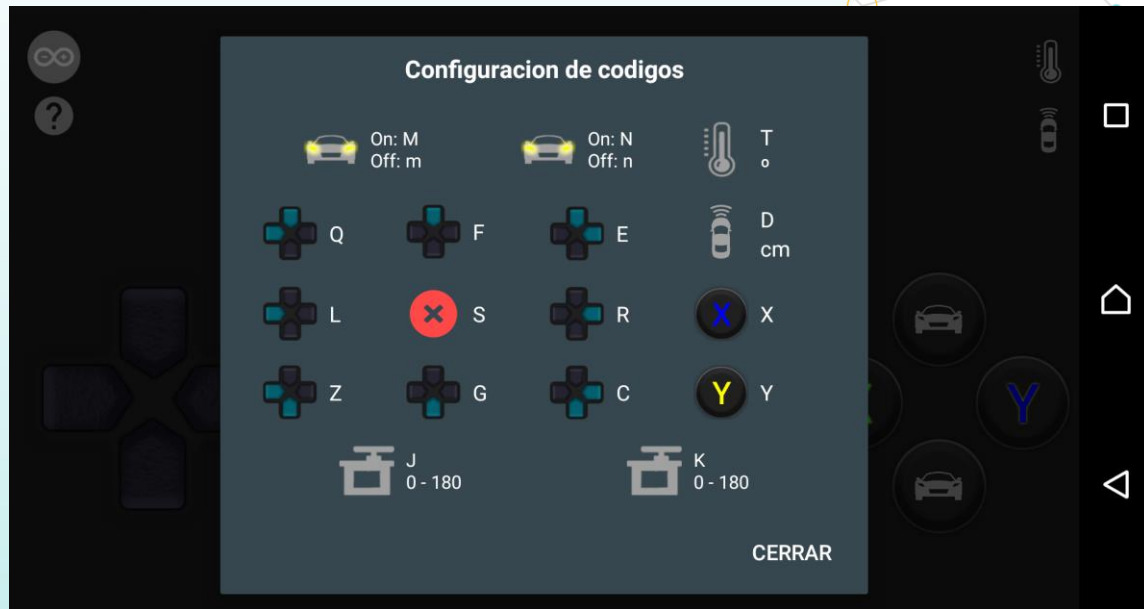 Configuracion de codigos
On: M
Off: m
On: N
Off: n
T
º
Q
F
E
D
cm
L
S
R
X X
Z
G
C
Y Y
J
0 - 180
K
0 - 180
CERRAR
?
Y